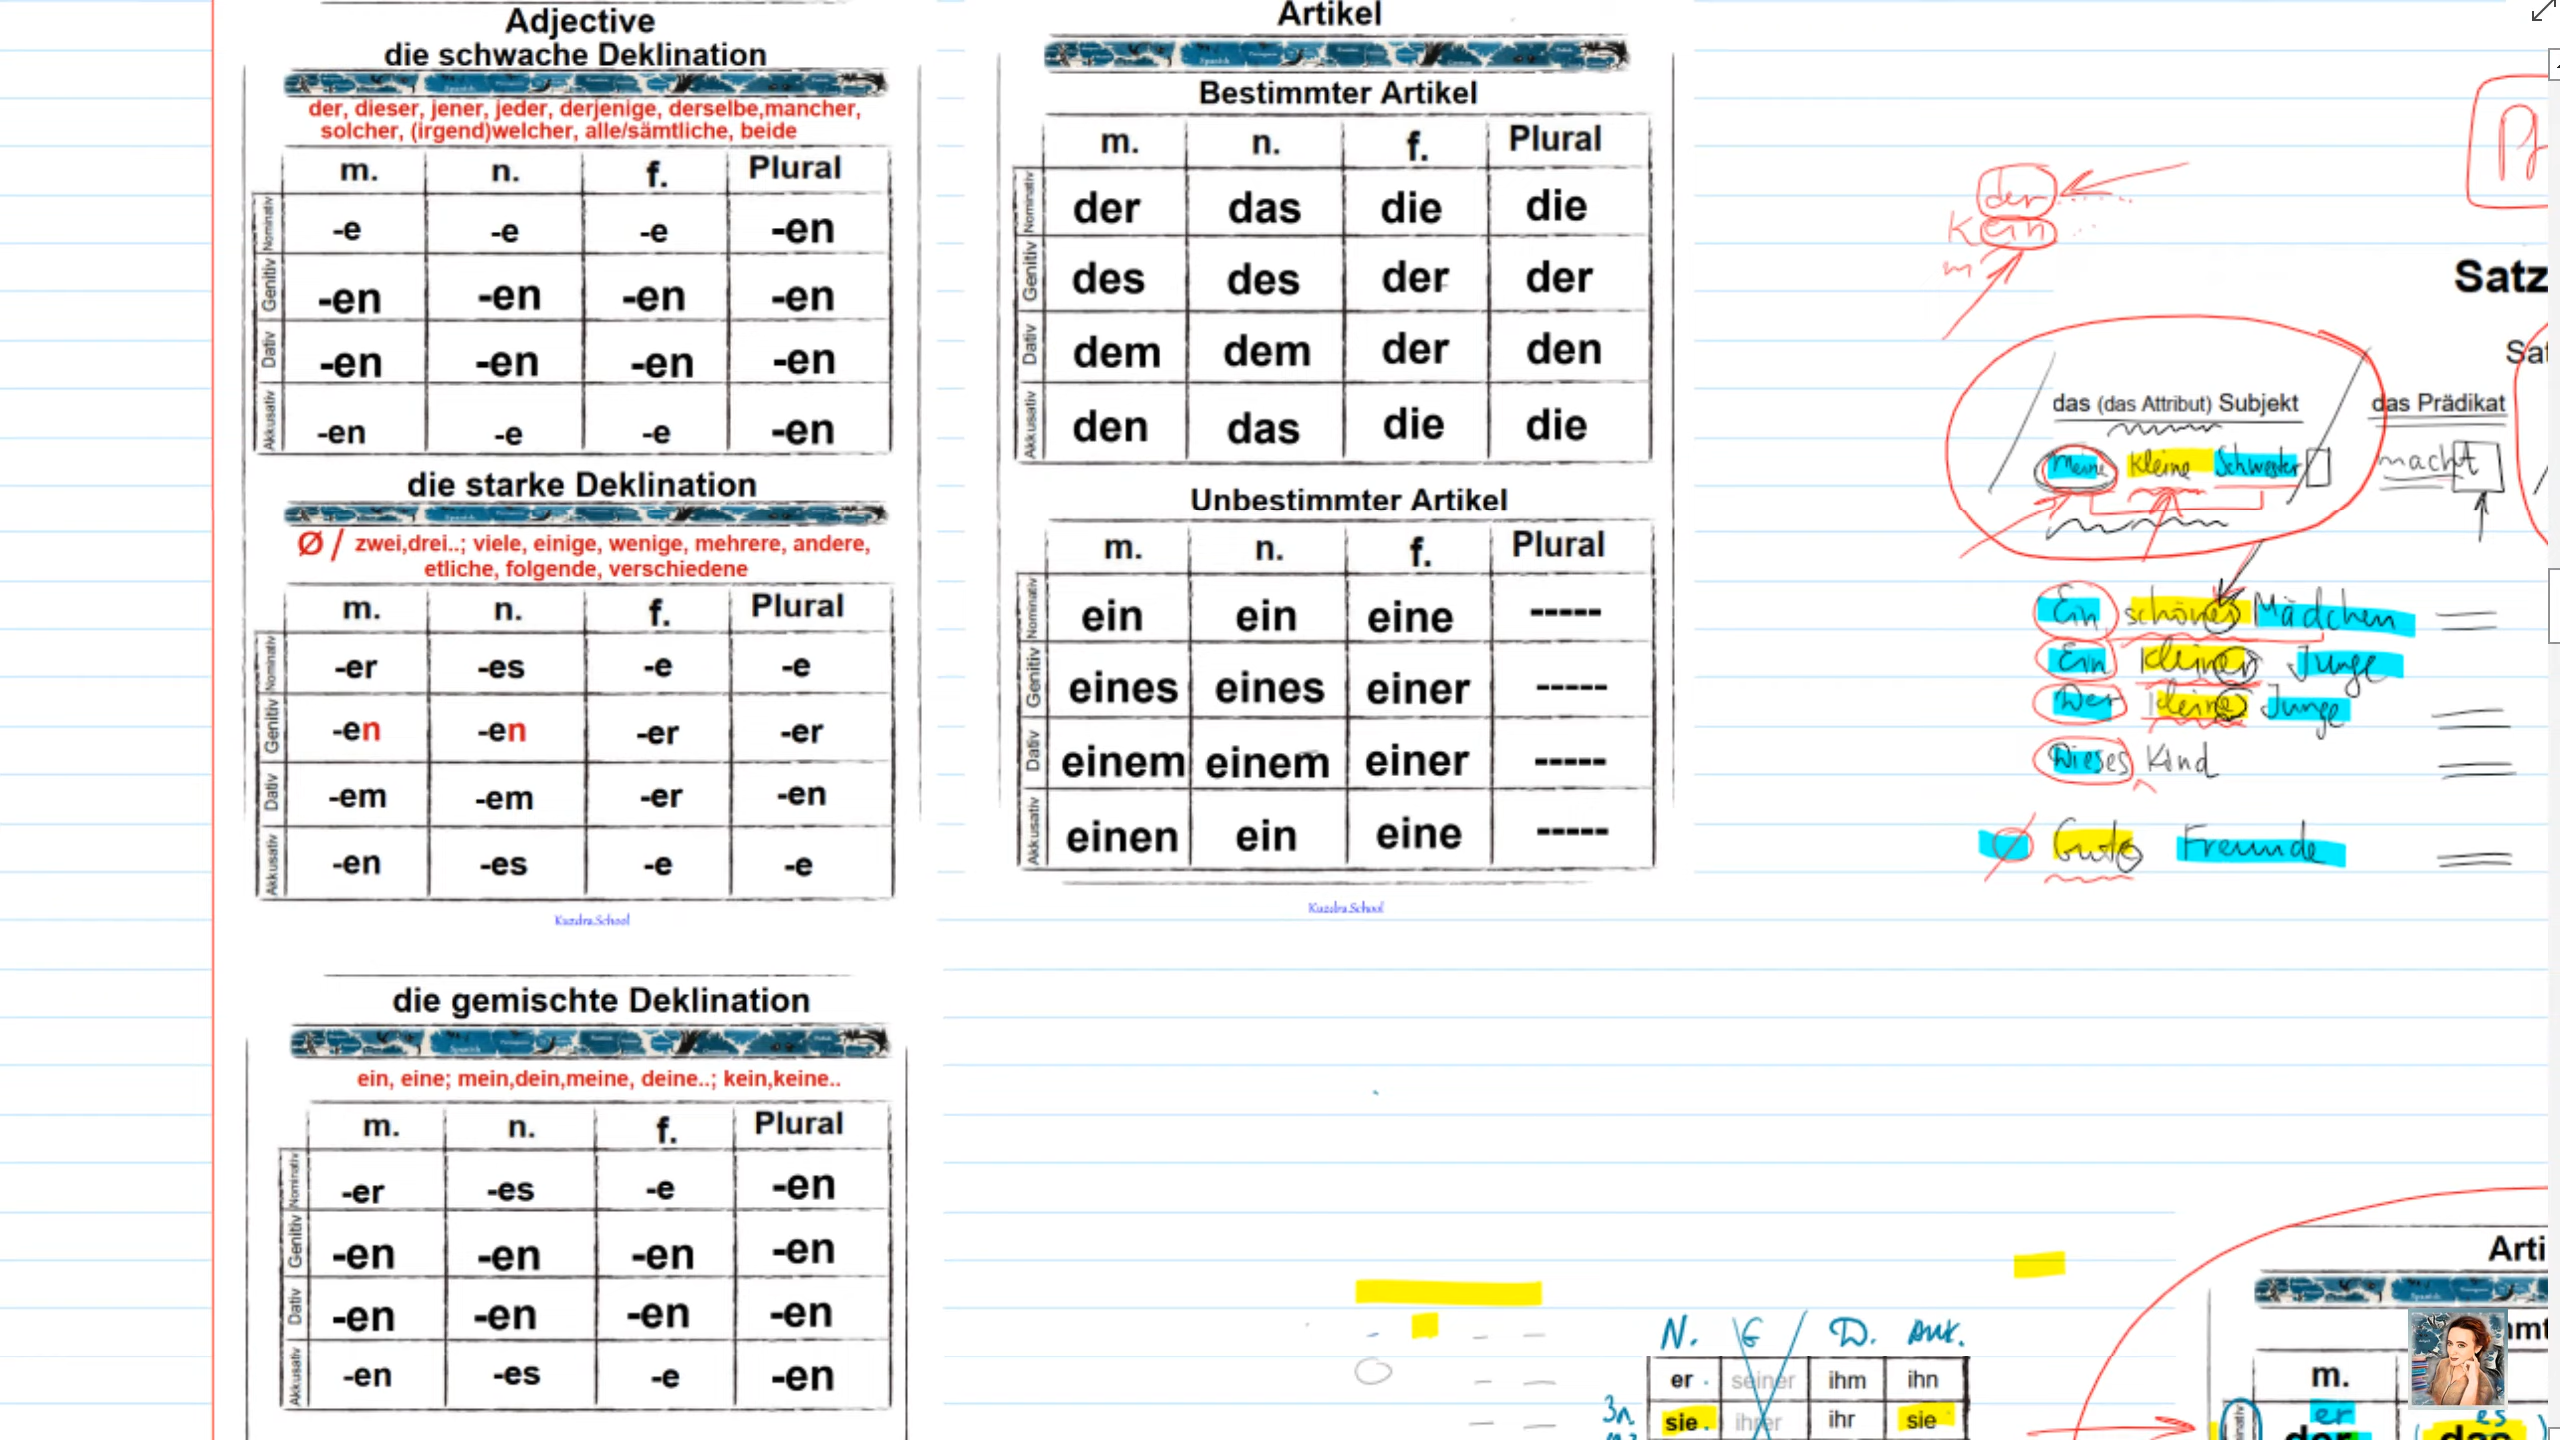 Adjective
die schwache Deklination
der, dieser, jener, jeder, derjenige, derselbe,mancher,
solcher, (irgend)welcher, alle/sämtliche, beide
m. n. f. Plural
Nominativ -e -e -e -en
Genitiv -en -en -en -en
Dativ -en -en -en -en
Akkusativ -en -e -e -en
die starke Deklination
Ø / zwei,drei..; viele, einige, wenige, mehrere, andere,
etliche, folgende, verschiedene
m. n. f. Plural
Nominativ -er -es -e -e
Genitiv -en -en -er -er
Dativ -em -em -er -en
Akkusativ -en -es -e -e
Kuzdra.School
die gemischte Deklination
ein, eine; mein,dein,meine, deine..; kein,keine..
m. n. f. Plural
Nominativ -er -es -e -en
Genitiv -en -en -en -en
Dativ -en -en -en -en
Akkusativ -en -es -e -en
Artikel
Bestimmter Artikel
m. n. f. Plural
Nominativ der das die die
Genitiv des des der der
Dativ dem dem der den
Akkusativ den das die die
Unbestimmter Artikel
m. n. f. Plural
Nominativ ein ein eine -----
Genitiv eines eines einer -----
Dativ einem einem einer -----
Akkusativ einen ein eine -----
Kuzdra.School
der
Kein
m
Satz
Sat
das (das Attribut) Subjekt das Prädikat
Meine kleine Schwester macht
Ein schönes Mädchen
Ein kleiner Junge
Der kleine Junge
Dieses Kind
Ø Gute Freunde
N. G D. Akk.
er seiner ihm ihn
sie ihrer ihr sie
Arti
m.
er es
der das